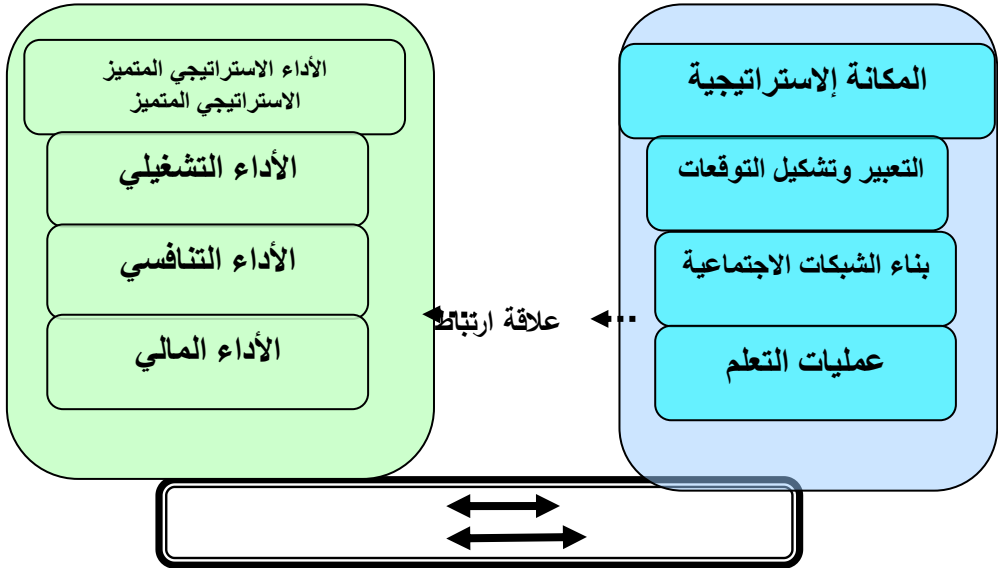 المكانة إلاستراتيجية
التعبير وتشكيل التوقعات
بناء الشبكات الاجتماعية
عمليات التعلم
علاقة ارتباط
الأداء الاستراتيجي المتميز
الاستراتيجي المتميز
الأداء التشغيلي
الأداء التنافسي
الأداء المالي